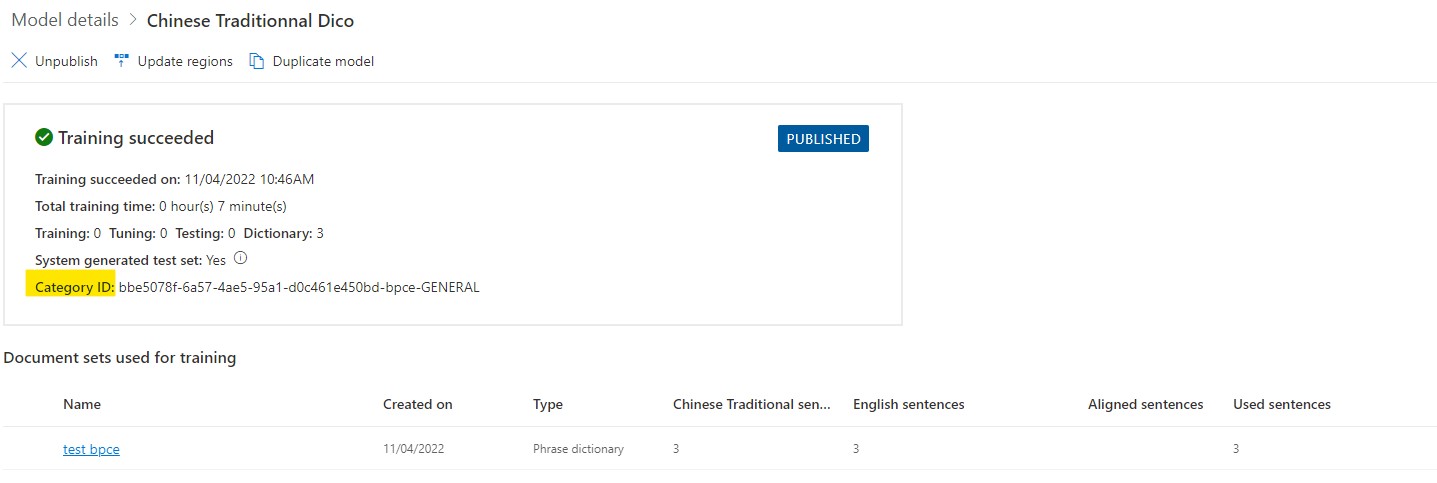 Model details > Chinese Traditionnal Dico
Unpublish Update regions Duplicate model
Training succeeded PUBLISHED
Training succeeded on: 11/04/2022 10:46AM
Total training time: 0 hour(s) 7 minute(s)
Training: 0 Tuning: 0 Testing: 0 Dictionary: 3
System generated test set: Yes
Category ID: bbe5078f-6a57-4ae5-95a1-d0c461e450bd-bpce-GENERAL
Document sets used for training
Name Created on Type Chinese Traditional sen... English sentences Aligned sentences Used sentences
test bpce 11/04/2022 Phrase dictionary 3 3 3